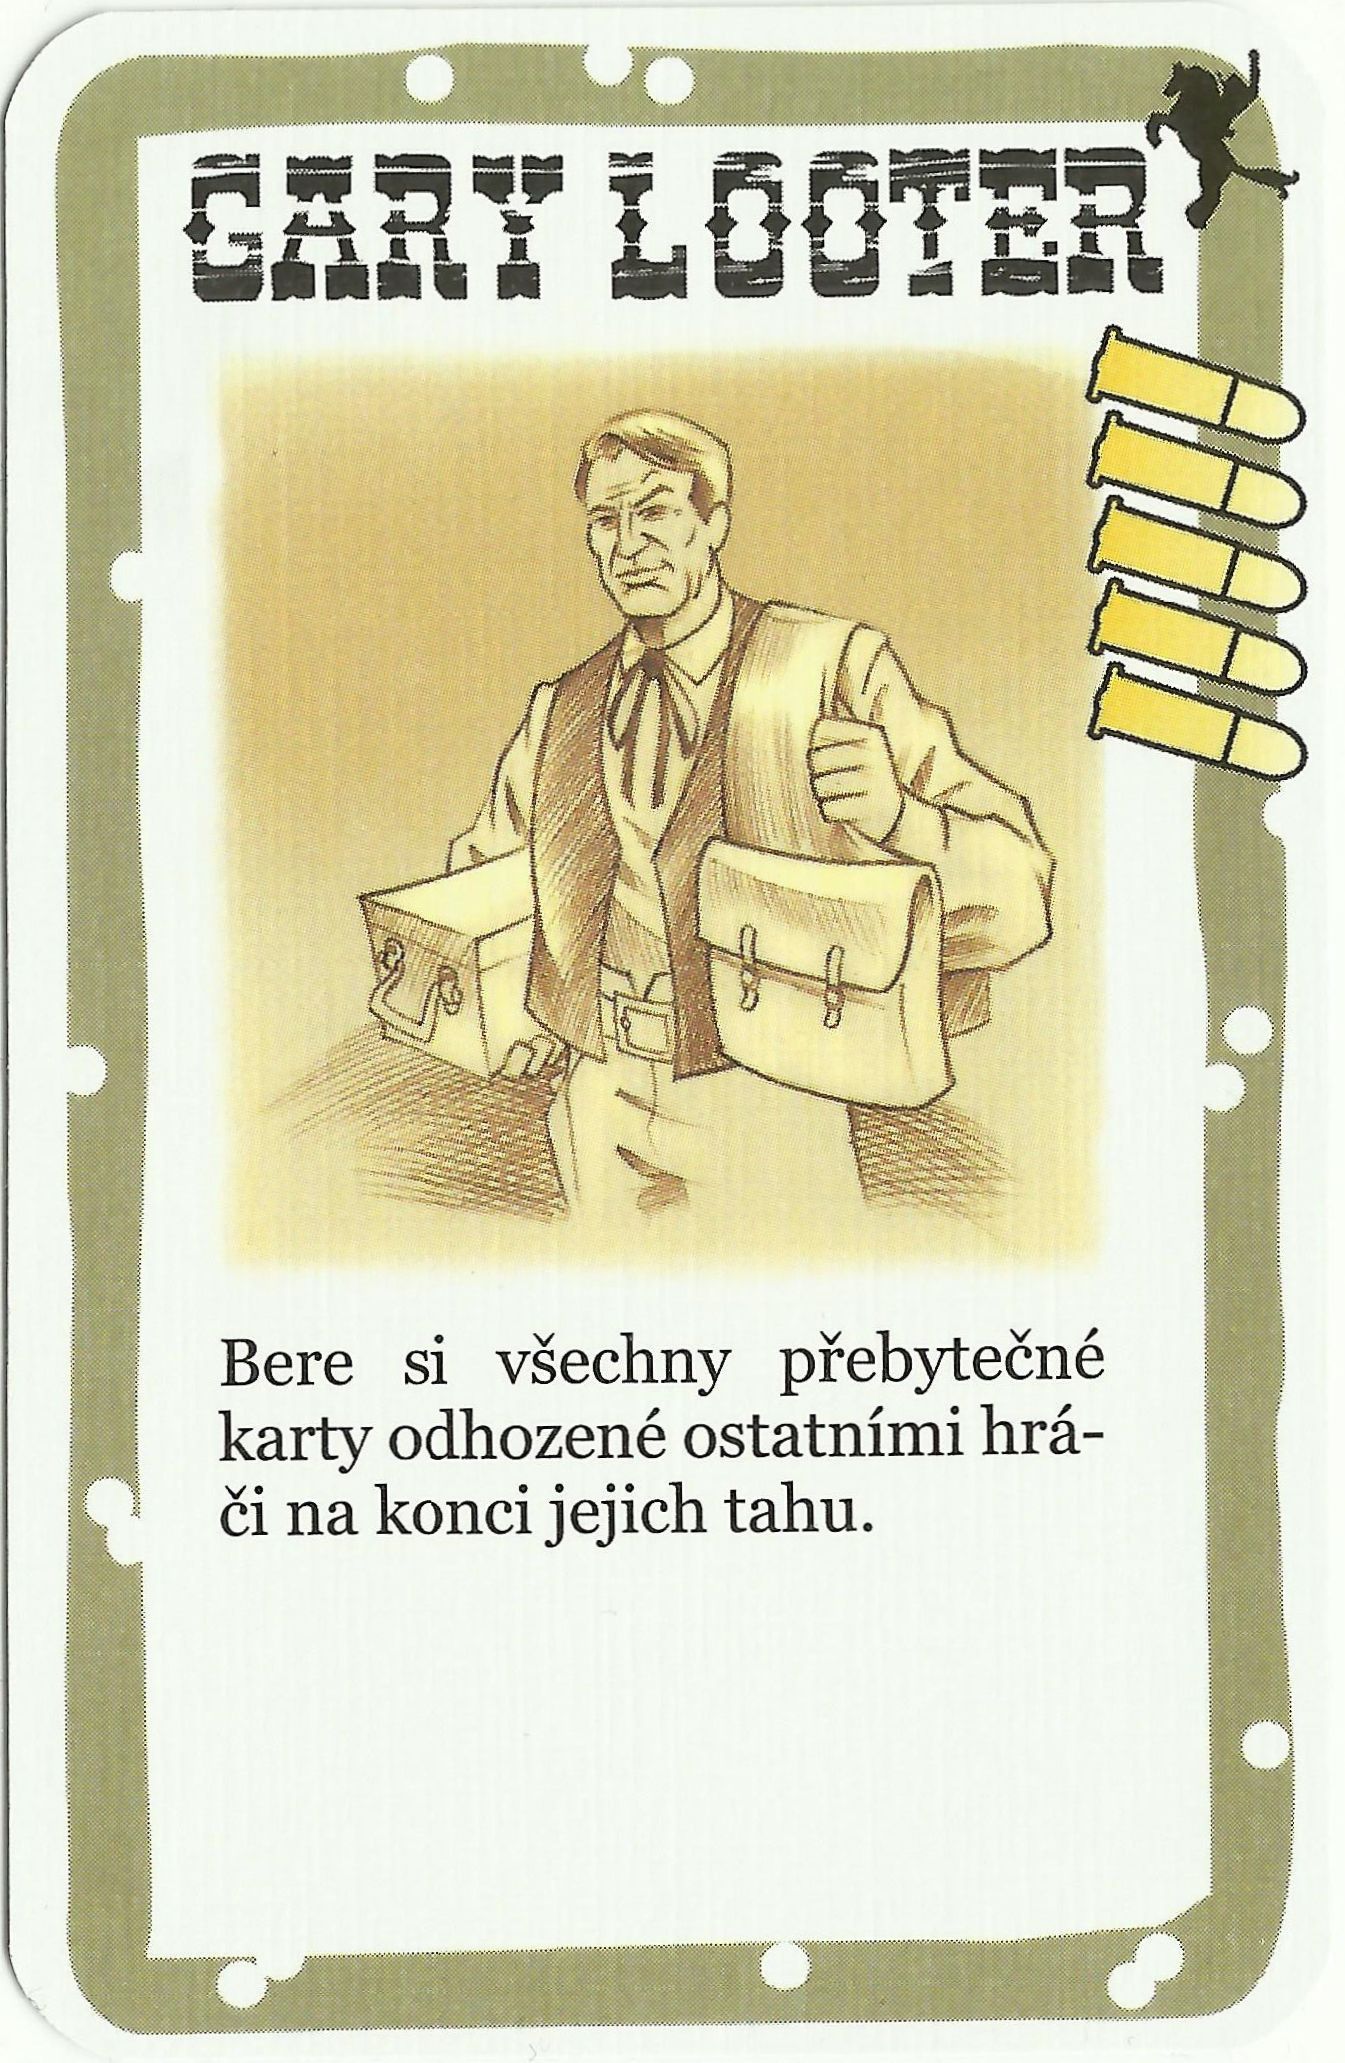 GARY LOOTER
Bere si všechny přebytečné
karty odhozené ostatními hrá-
či na konci jejich tahu.